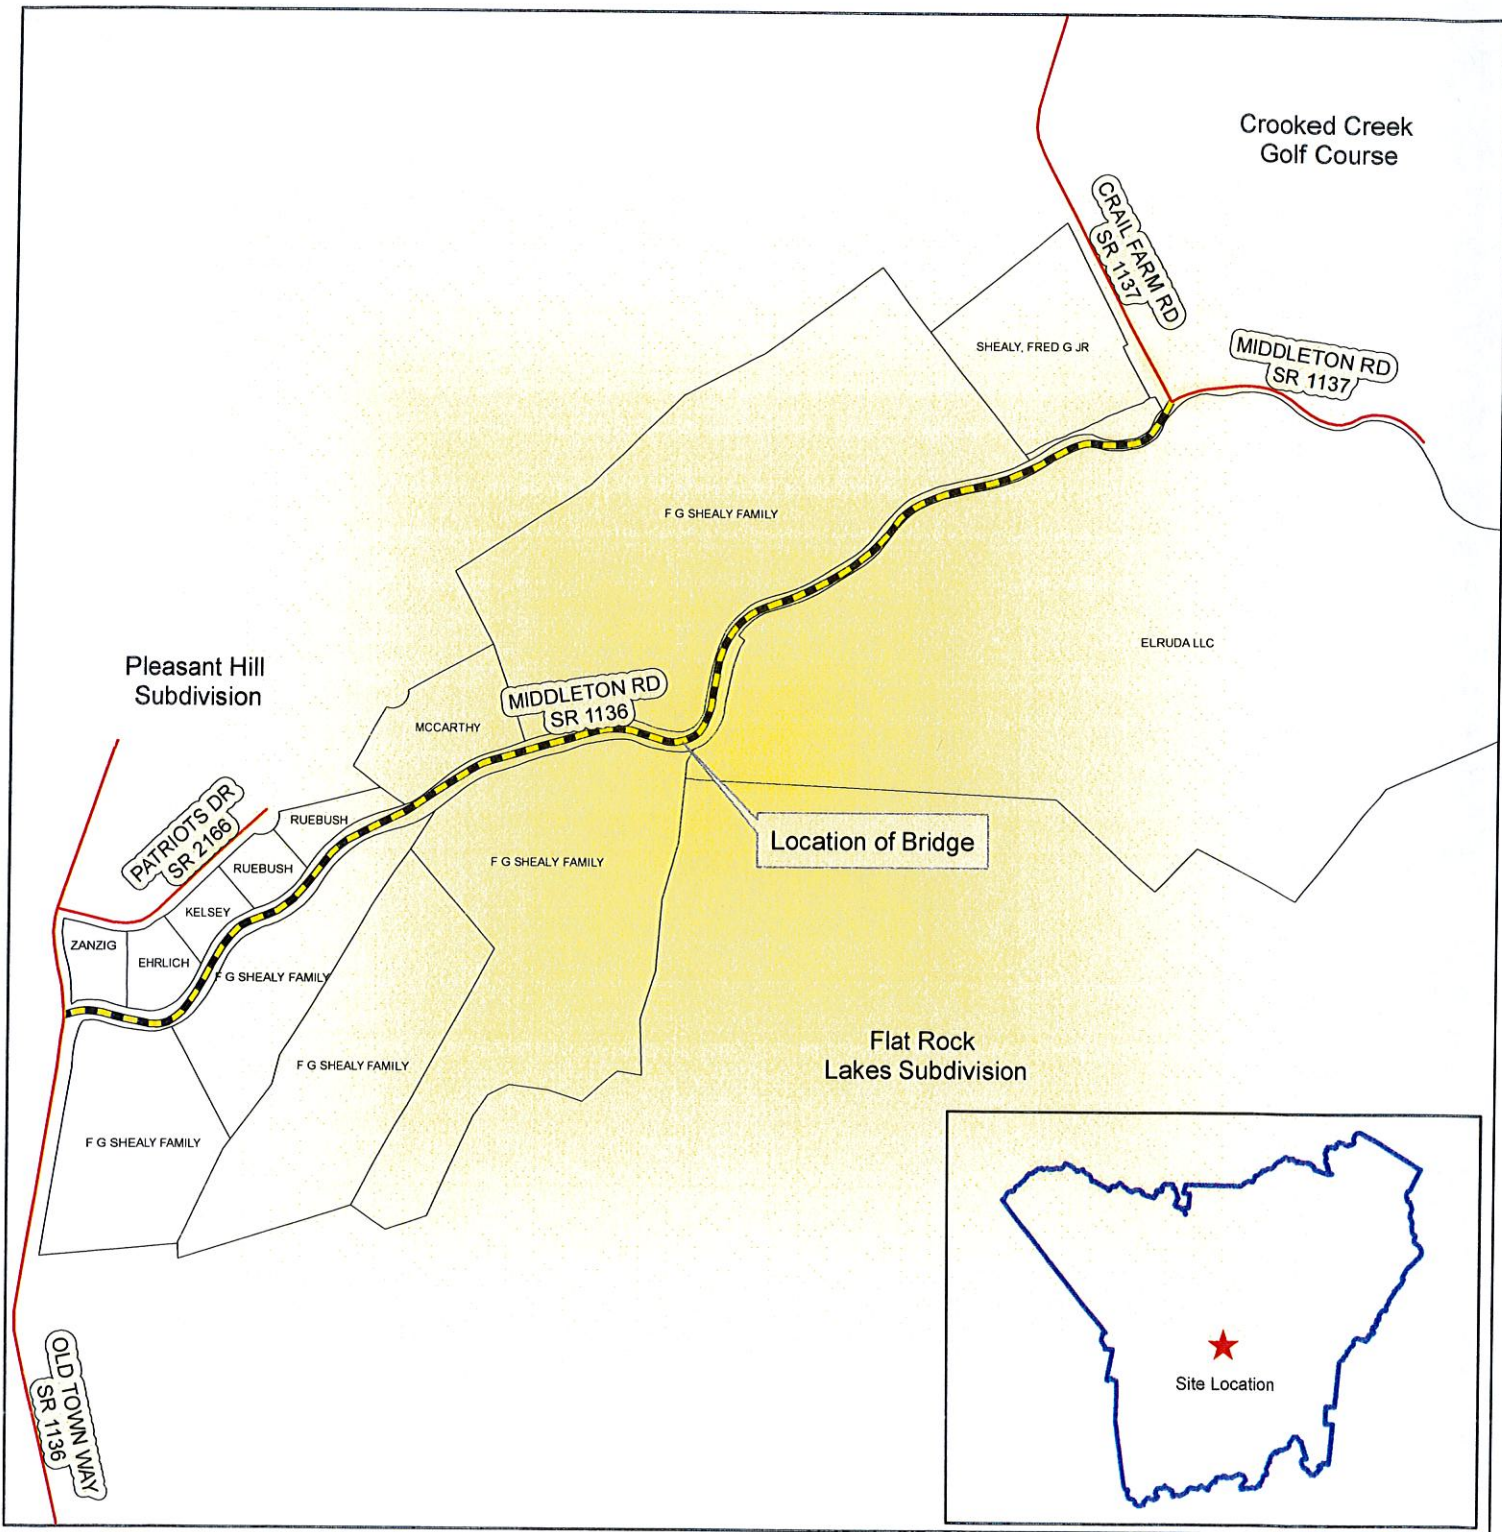 Crooked Creek
Golf Course
CRAIL FARM RD
SR 1137
MIDDLETON RD
SR 1137
SHEALY, FRED G JR
F G SHEALY FAMILY
ELRUDA LLC
Pleasant Hill
Subdivision
MIDDLETON RD
SR 1136
MCCARTHY
PATRIOTS DR
SR 2166
RUEBUSH
RUEBUSH
Location of Bridge
F G SHEALY FAMILY
KELSEY
ZANZIG
EHRLICH
F G SHEALY FAMILY
F G SHEALY FAMILY
Flat Rock
Lakes Subdivision
F G SHEALY FAMILY
OLD TOWN WAY
SR 1136
Site Location